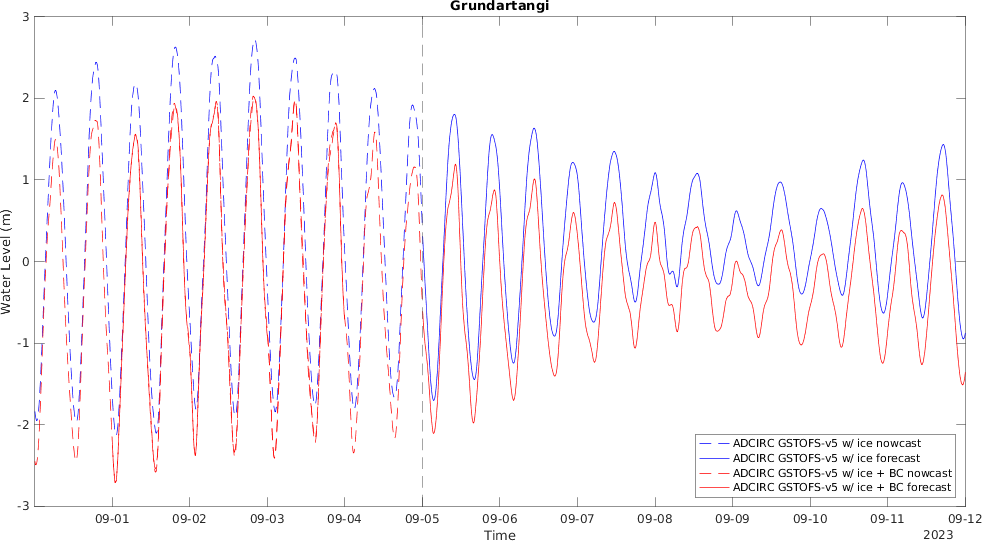 Grundartangi
3
2
1
0
-1
-2
-3
Water Level (m)
ADCIRC GSTOFS-v5 w/ ice nowcast
ADCIRC GSTOFS-v5 w/ ice forecast
ADCIRC GSTOFS-v5 w/ ice + BC nowcast
ADCIRC GSTOFS-v5 w/ ice + BC forecast
09-01 09-02 09-03 09-04 09-05 09-06 09-07 09-08 09-09 09-10 09-11 09-12
Time
2023